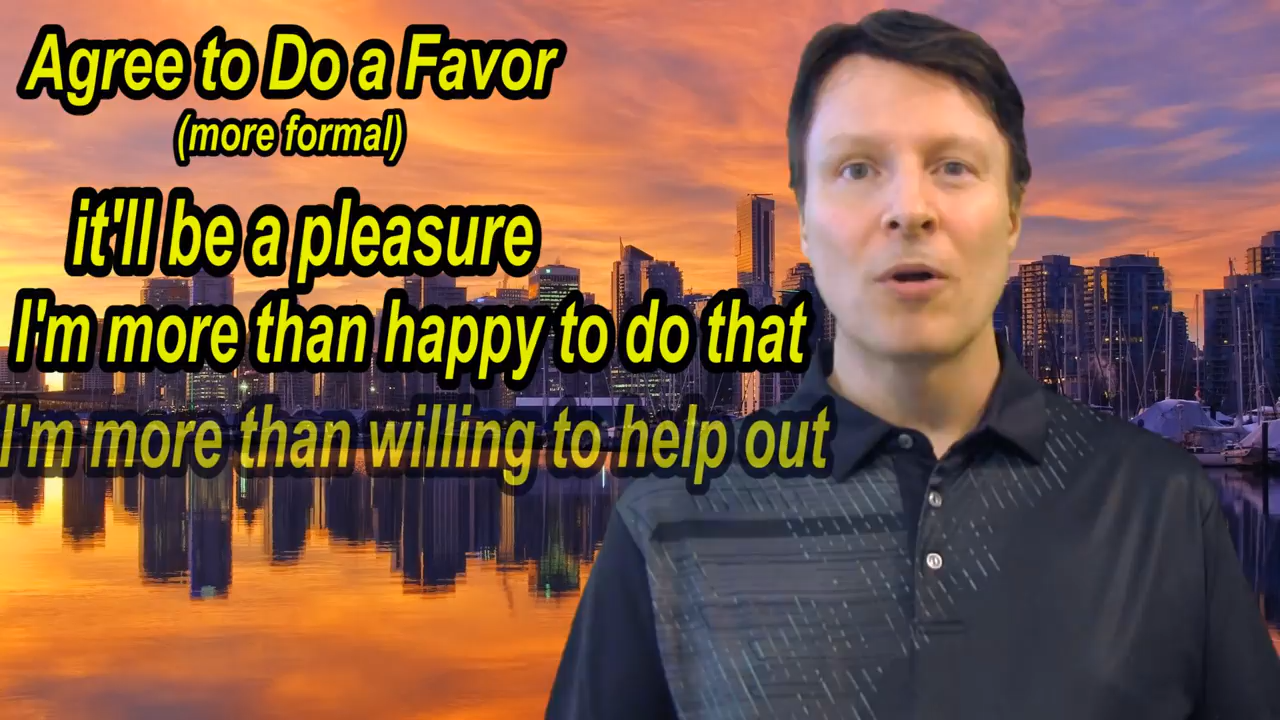 Agree to Do a Favor
(more formal)
it'll be a pleasure
I'm more than happy to do that
I'm more than willing to help out